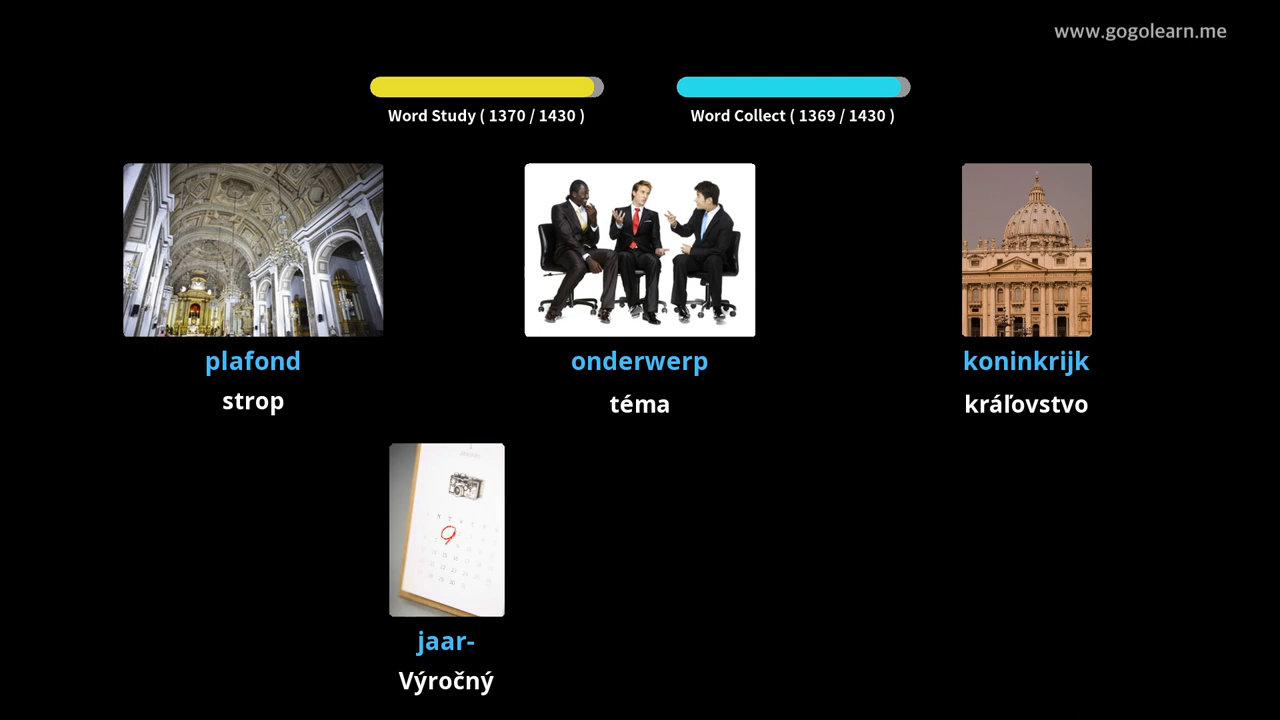 www.gogolearn.me
Word Study ( 1370 / 1430 )
Word Collect ( 1369 / 1430 )
plafond
strop
onderwerp
téma
koninkrijk
kráľovstvo
jaar-
Výročný